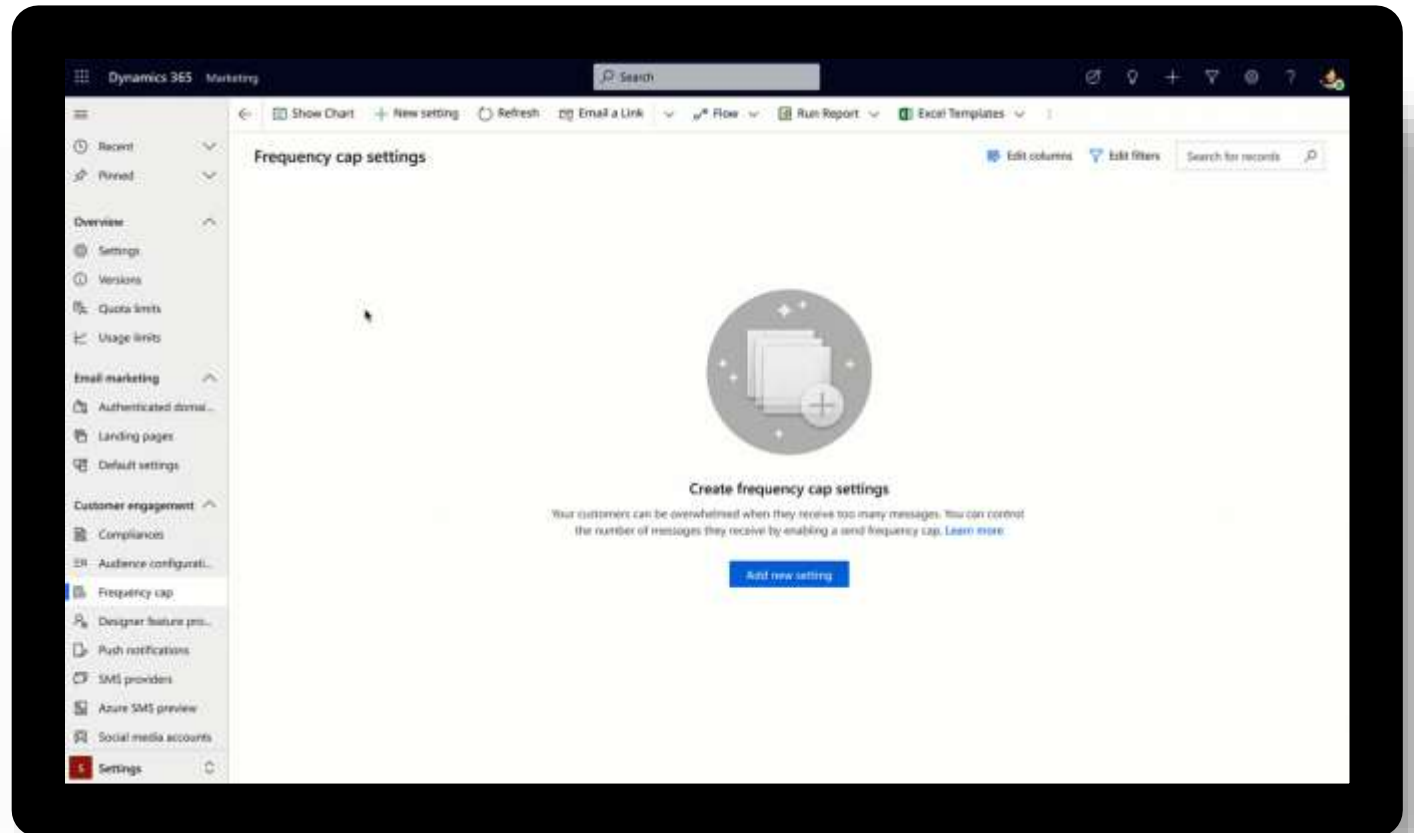 Dynamics 365 Marketing
Search
Show Chart
New setting
Refresh
Email a Link
Flow
Run Report
Excel Templates
Recent
Pinned
Overview
Settings
Versions
Quota limits
Usage limits
Email marketing
Authenticated domai...
Landing pages
Default settings
Customer engagement
Compliances
Audience configurati...
Frequency cap
Designer feature pro...
Push notifications
SMS providers
Azure SMS preview
Social media accounts
S Settings
Frequency cap settings
Edit columns
Edit filters
Search for records
Create frequency cap settings
Your customers can be overwhelmed when they receive too many messages. You can control
the number of messages they receive by enabling a send frequency cap. Learn more
Add new setting